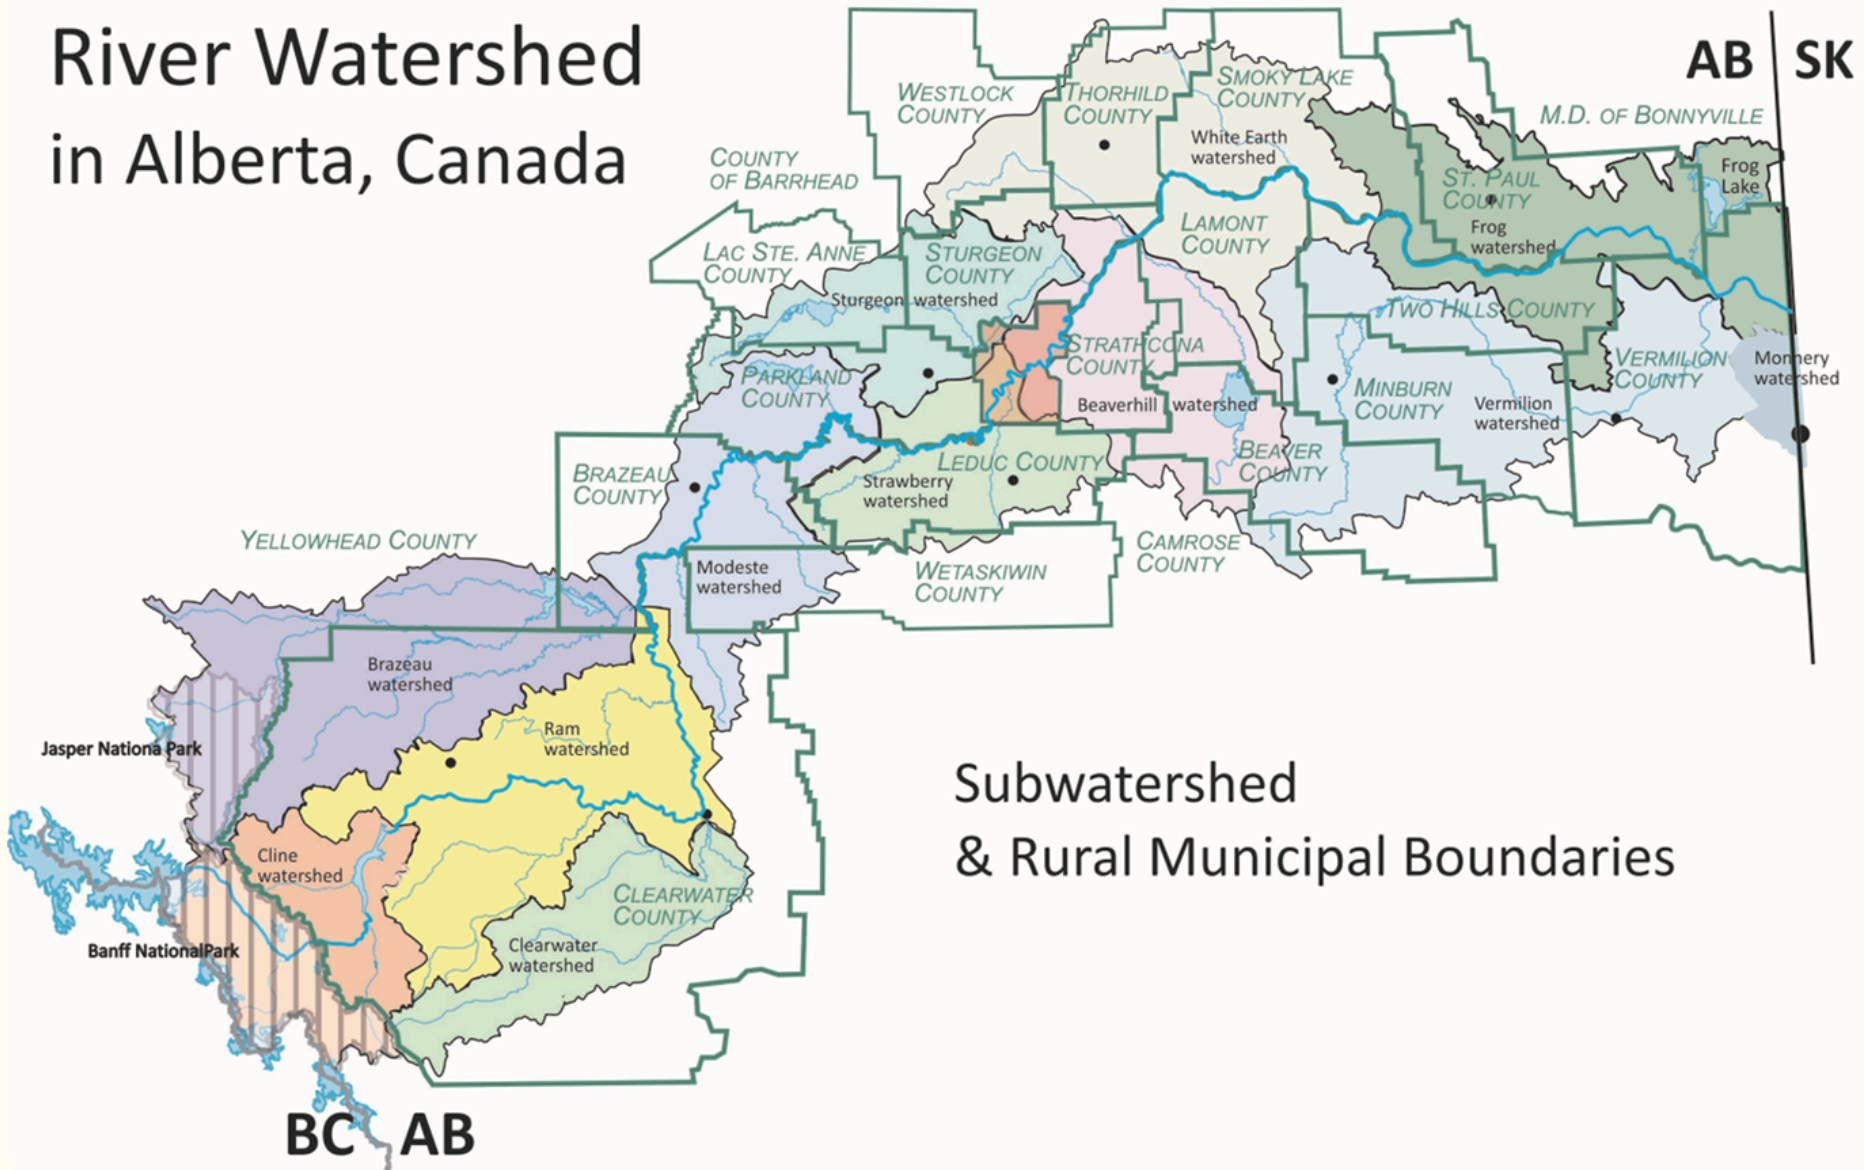 River Watershed
in Alberta, Canada
AB SK
WESTLOCK
COUNTY
THORHILD
COUNTY
SMOKY LAKE
COUNTY
M.D. OF BONNYVILLE
COUNTY
OF BARRHEAD
White Earth
watershed
Frog
Lake
ST. PAUL
COUNTY
Frog
watershed
LAC STE. ANNE
COUNTY
STURGEON
COUNTY
LAMONT
COUNTY
Sturgeon watershed
TWO HILLS COUNTY
STRATHCONA
COUNTY
VERMILION
COUNTY
Monnery
watershed
PARKLAND
COUNTY
MINBURN
COUNTY
Beaverhill watershed
Vermilion
watershed
BRAZEAU
COUNTY
LEDUC COUNTY
Strawberry
watershed
BEAVER
COUNTY
YELLOWHEAD COUNTY
Modeste
watershed
WETASKIWIN
COUNTY
CAMROSE
COUNTY
Brazeau
watershed
Ram
watershed
Jasper Nationa Park
Subwatershed
& Rural Municipal Boundaries
Cline
watershed
CLEARWATER
COUNTY
Banff NationalPark
Clearwater
watershed
BC AB